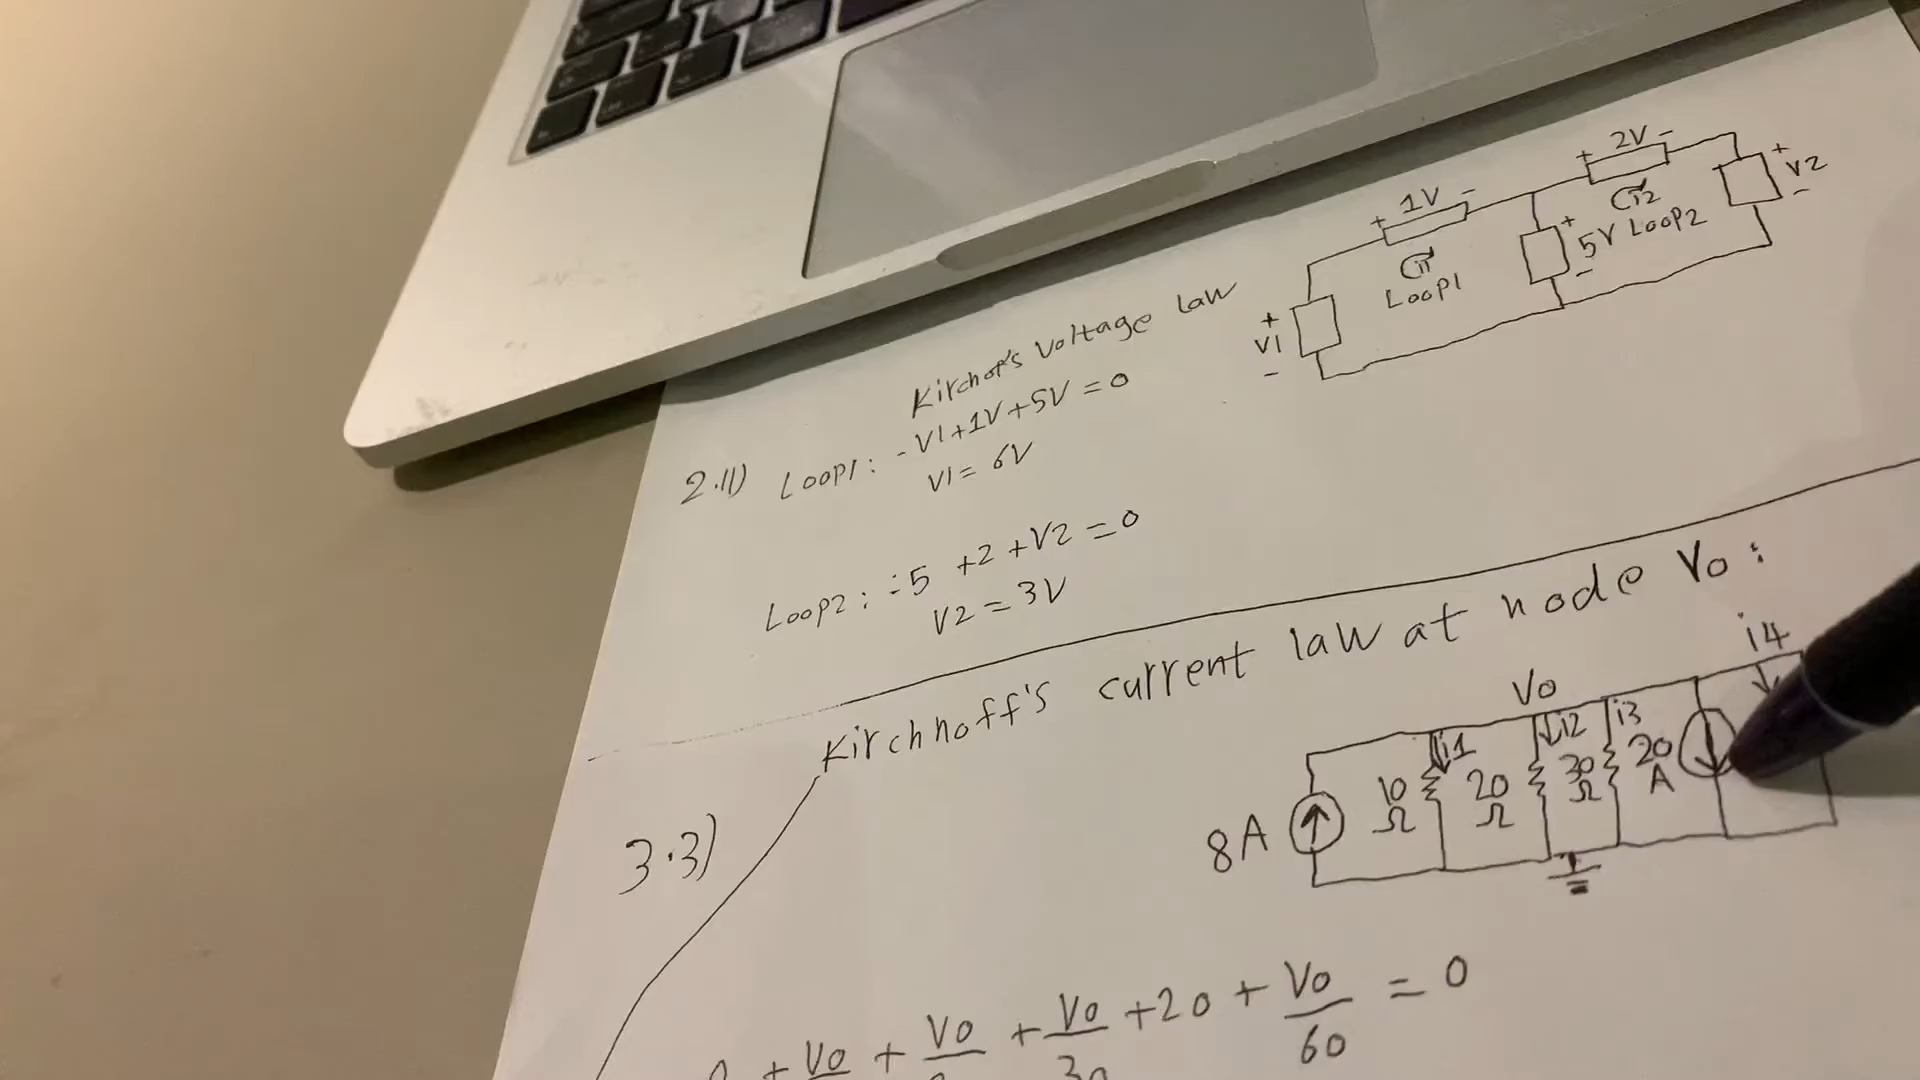 + 2V -
+ 1V -
+
V2
-
i2
+
5V Loop2
-
i1
Loop1
+
V1
-
Kirchof's Voltage law
2.11) Loop1: -V1+1V+5V=0
V1= 6V
Loop2: -5 +2 +V2 =0
V2=3V
Kirchhoff's current law at node Vo:
3.3)
i4
Vo
i1
i2
i3
8A
10
Ω
20
Ω
30
Ω
20
A
+ Vo + Vo + Vo +20 + Vo = 0
30
60